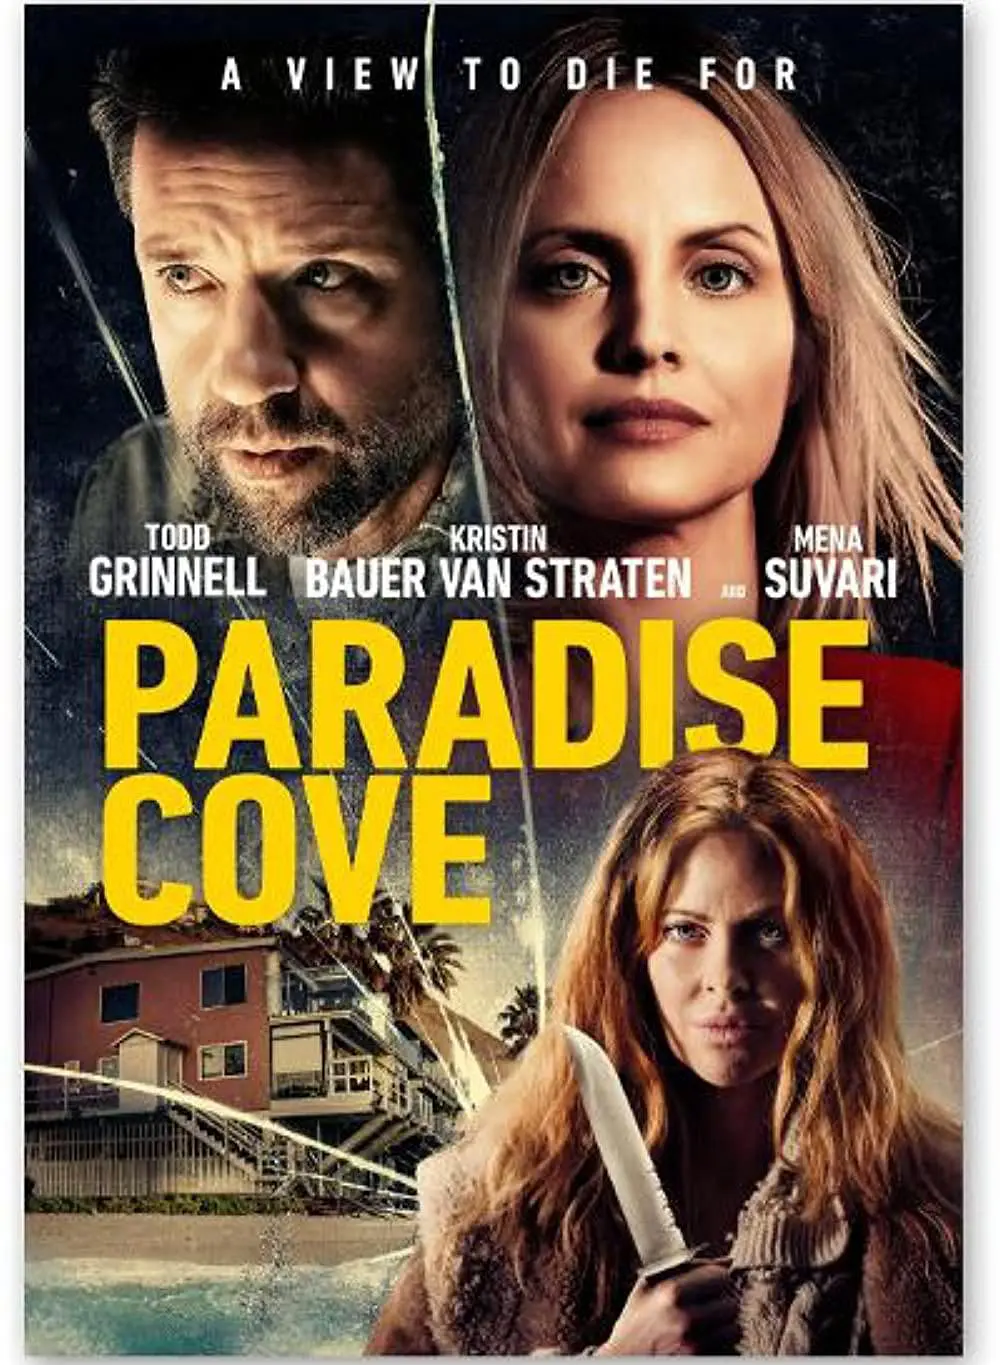 A VIEW TO DIE FOR
TODD GRINNELL
KRISTIN BAUER VAN STRATEN
AND
MENA SUVARI
PARADISE
COVE